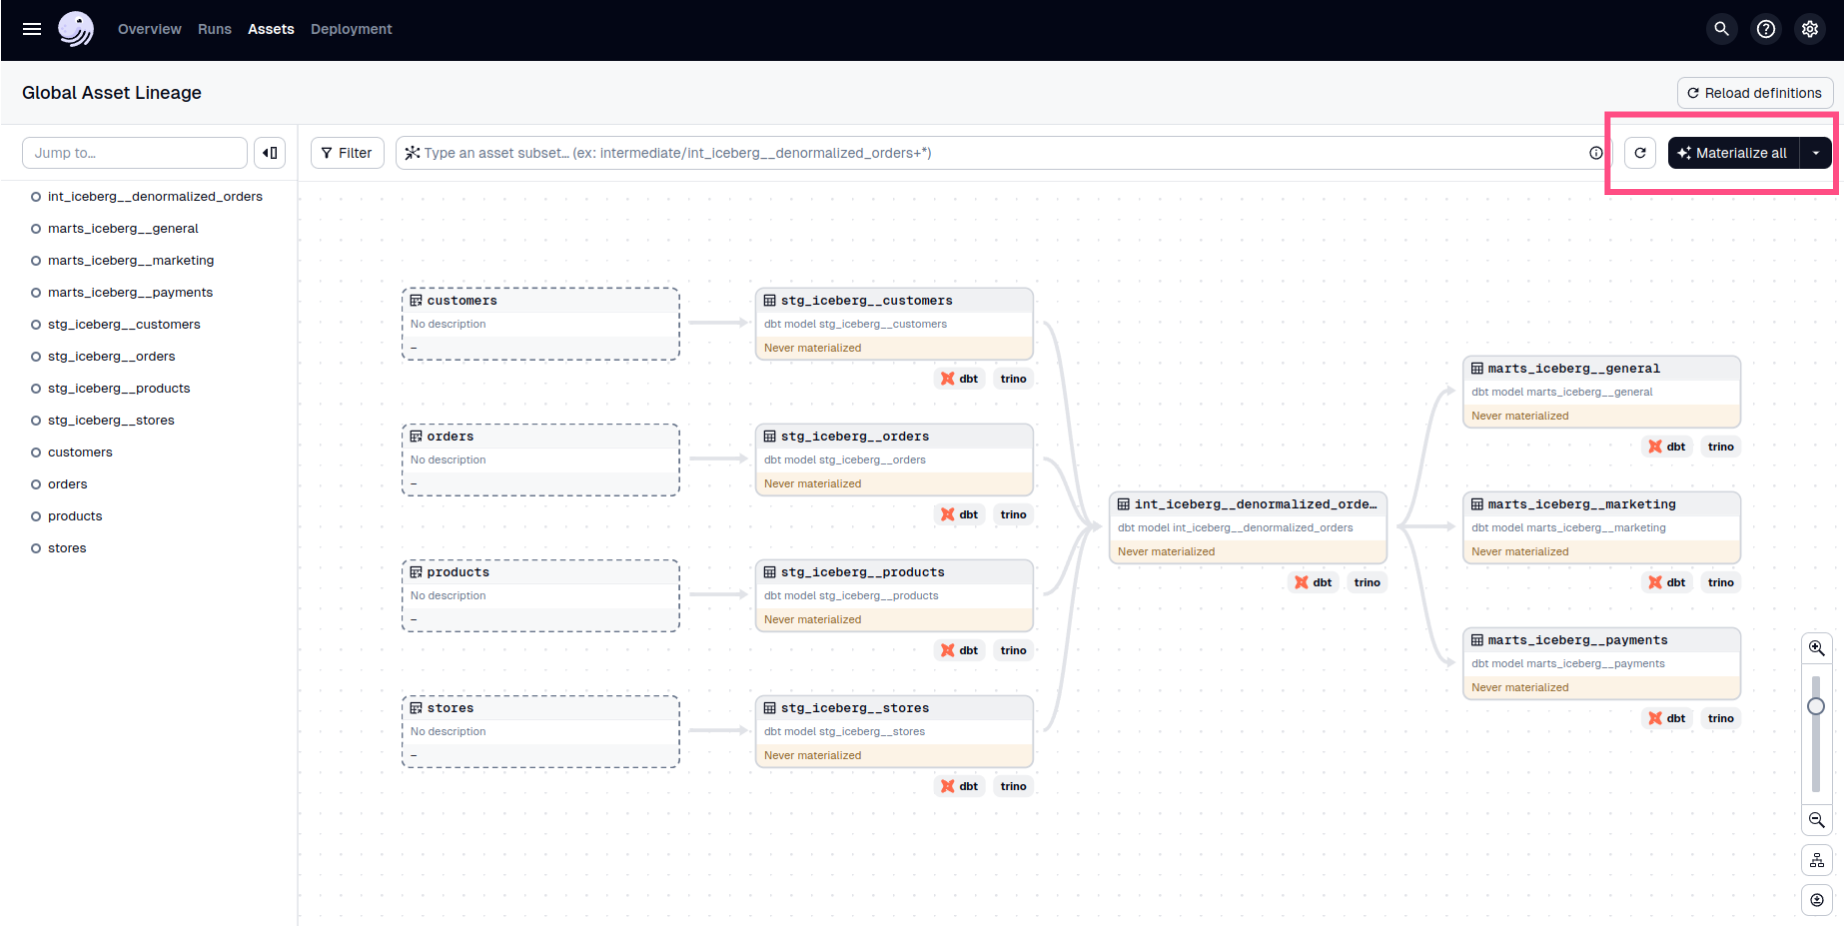 Overview Runs Assets Deployment
Global Asset Lineage
Reload definitions
Jump to…
Filter
Type an asset subset… (ex: intermediate/int_iceberg__denormalized_orders+*)
Materialize all
int_iceberg__denormalized_orders
marts_iceberg__general
marts_iceberg__marketing
marts_iceberg__payments
stg_iceberg__customers
stg_iceberg__orders
stg_iceberg__products
stg_iceberg__stores
customers
orders
products
stores
customers
No description
–
orders
No description
–
products
No description
–
stores
No description
–
stg_iceberg__customers
dbt model stg_iceberg__customers
Never materialized
dbt trino
stg_iceberg__orders
dbt model stg_iceberg__orders
Never materialized
dbt trino
stg_iceberg__products
dbt model stg_iceberg__products
Never materialized
dbt trino
stg_iceberg__stores
dbt model stg_iceberg__stores
Never materialized
dbt trino
int_iceberg__denormalized_orde…
dbt model int_iceberg__denormalized_orders
Never materialized
dbt trino
marts_iceberg__general
dbt model marts_iceberg__general
Never materialized
dbt trino
marts_iceberg__marketing
dbt model marts_iceberg__marketing
Never materialized
dbt trino
marts_iceberg__payments
dbt model marts_iceberg__payments
Never materialized
dbt trino